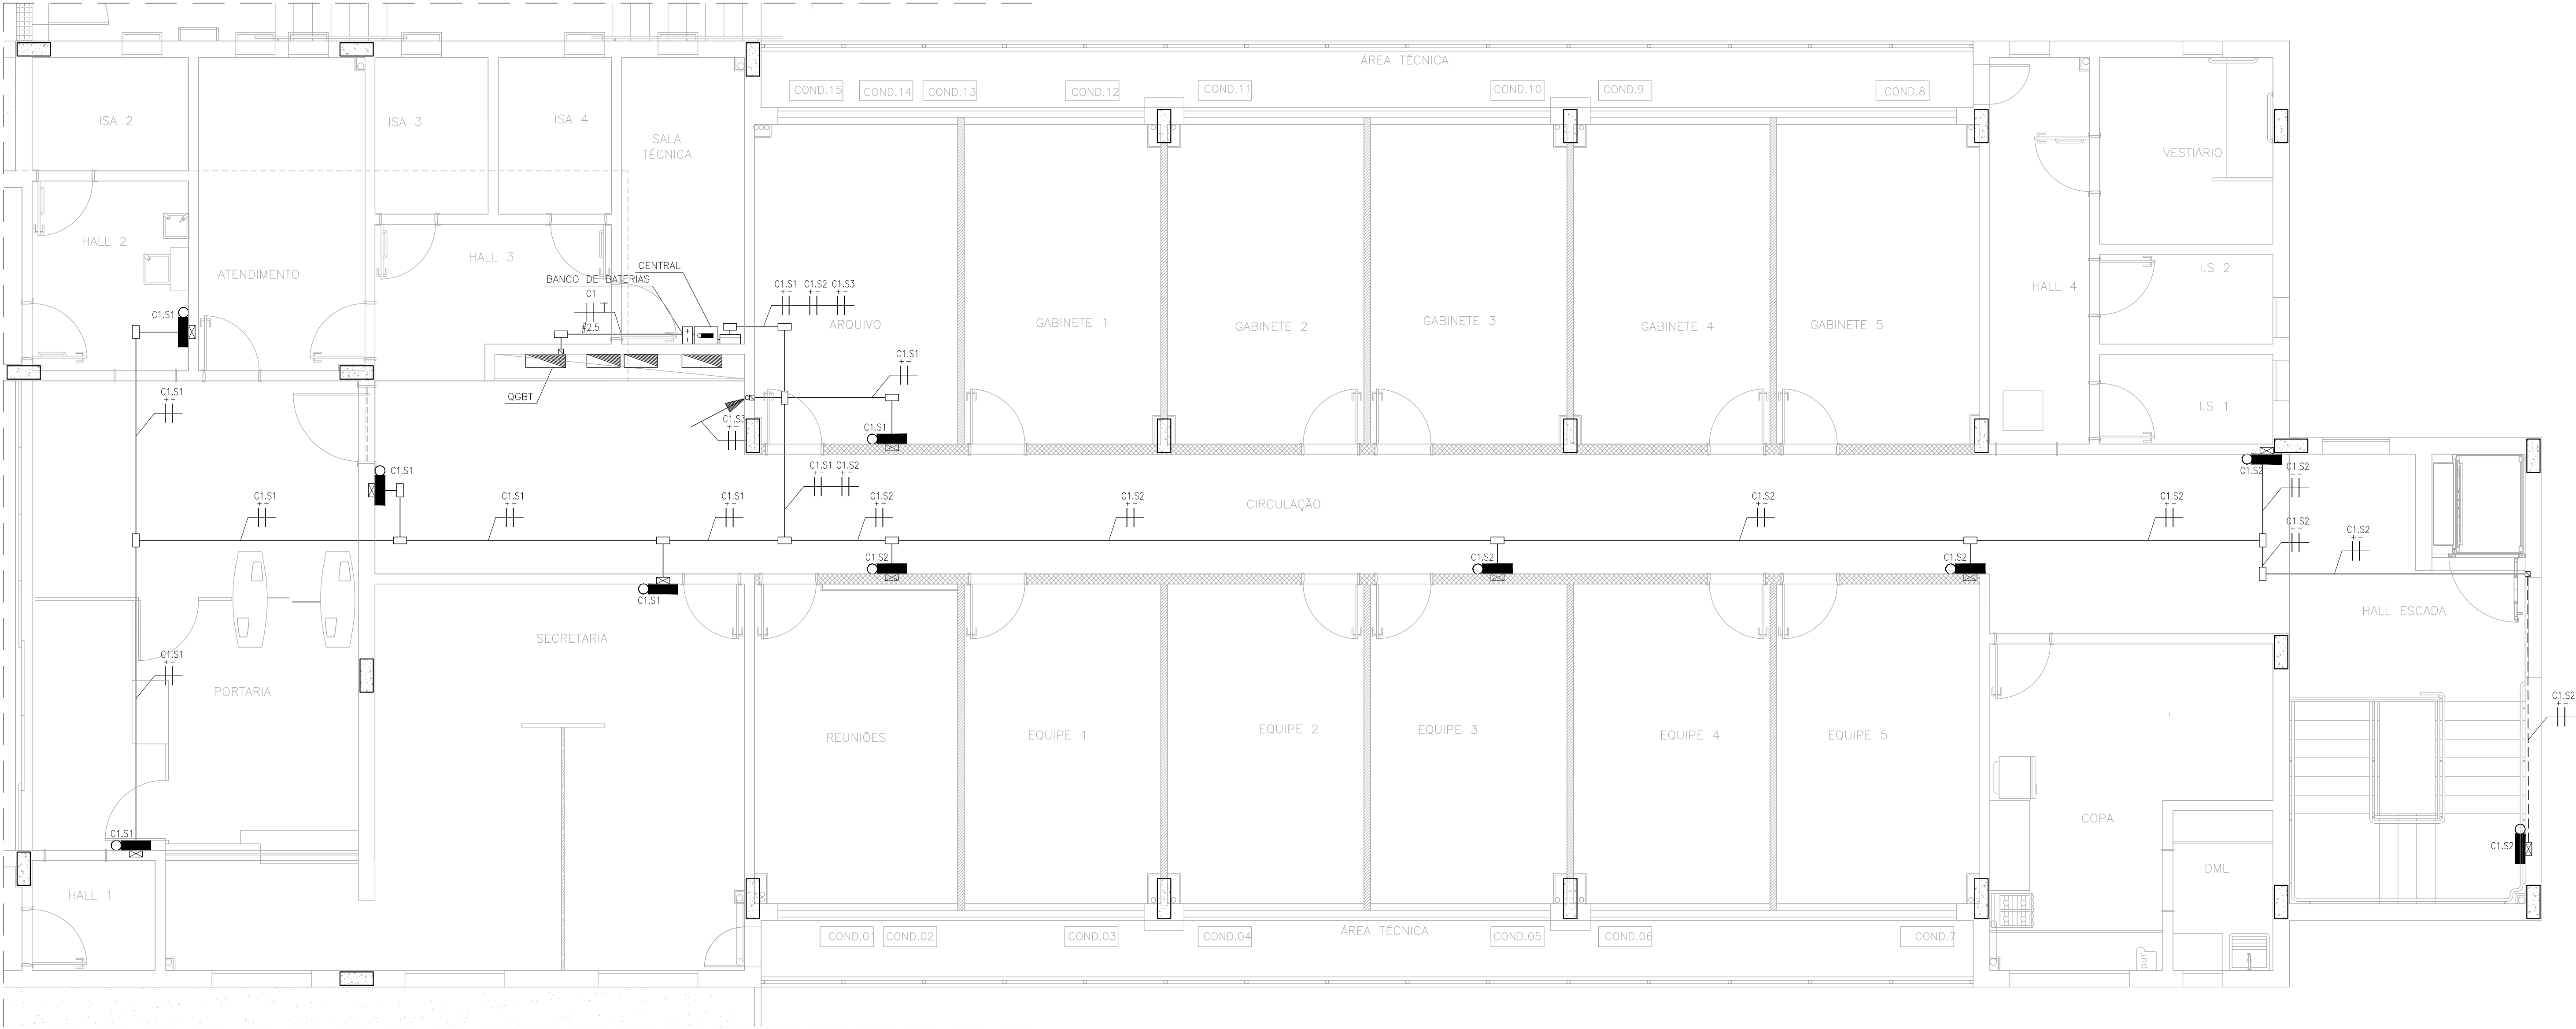 ÁREA TÉCNICA
COND.15
COND.14
COND.13
COND.12
COND.11
COND.10
COND.9
COND.8
ISA 2
ISA 3
ISA 4
SALA
TÉCNICA
VESTIÁRIO
HALL 2
ATENDIMENTO
HALL 3
CENTRAL
BANCO DE BATERIAS
C1
#2,5
C1.S1 C1.S2 C1.S3
+ - + - + -
ARQUIVO
GABINETE 1
GABINETE 2
GABINETE 3
GABINETE 4
GABINETE 5
HALL 4
I.S 2
I.S 1
C1.S1
+
-
QGBT
C1.S1
+ -
C1.S1
+ -
C1.S3
+ -
C1.S1
C1.S1
C1.S1 C1.S2
+ - + -
C1.S2
C1.S2
+ -
C1.S1
+ -
C1.S1
+ -
C1.S1
+ -
C1.S2
+ -
C1.S2
+ -
CIRCULAÇÃO
C1.S2
+ -
C1.S2
+ -
C1.S2
+ -
C1.S2
+ -
C1.S2
C1.S2
C1.S2
C1.S1
HALL ESCADA
SECRETARIA
C1.S1
+ -
PORTARIA
REUNIÕES
EQUIPE 1
EQUIPE 2
EQUIPE 3
EQUIPE 4
EQUIPE 5
C1.S2
+ -
COPA
C1.S1
C1.S2
HALL 1
DML
ÁREA TÉCNICA
COND.01
COND.02
COND.03
COND.04
COND.05
COND.06
COND.7
pur